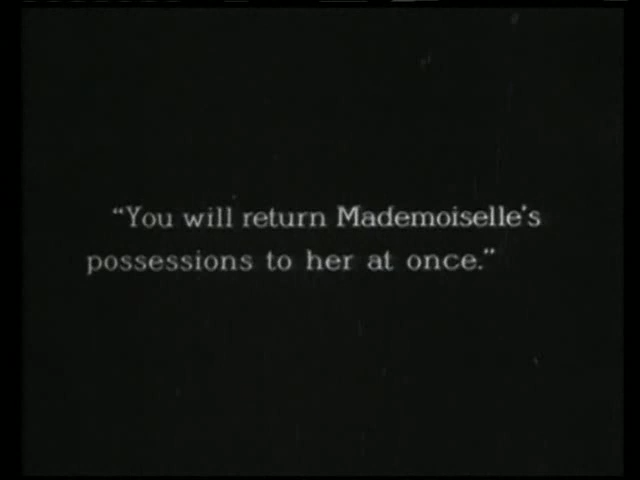 “You will return Mademoiselle's
possessions to her at once.”